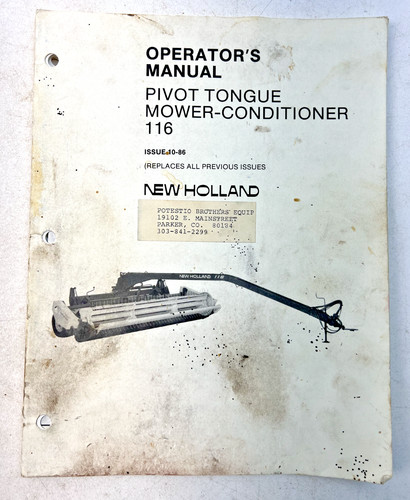 OPERATOR'S
MANUAL
PIVOT TONGUE
MOWER-CONDITIONER
116
ISSUE 10-86
(REPLACES ALL PREVIOUS ISSUES
NEW HOLLAND
POTESTIO BROTHERS EQUIP
19102 E. MAINSTREET
PARKER, CO. 80134
303-841-2299
NEW HOLLAND 116